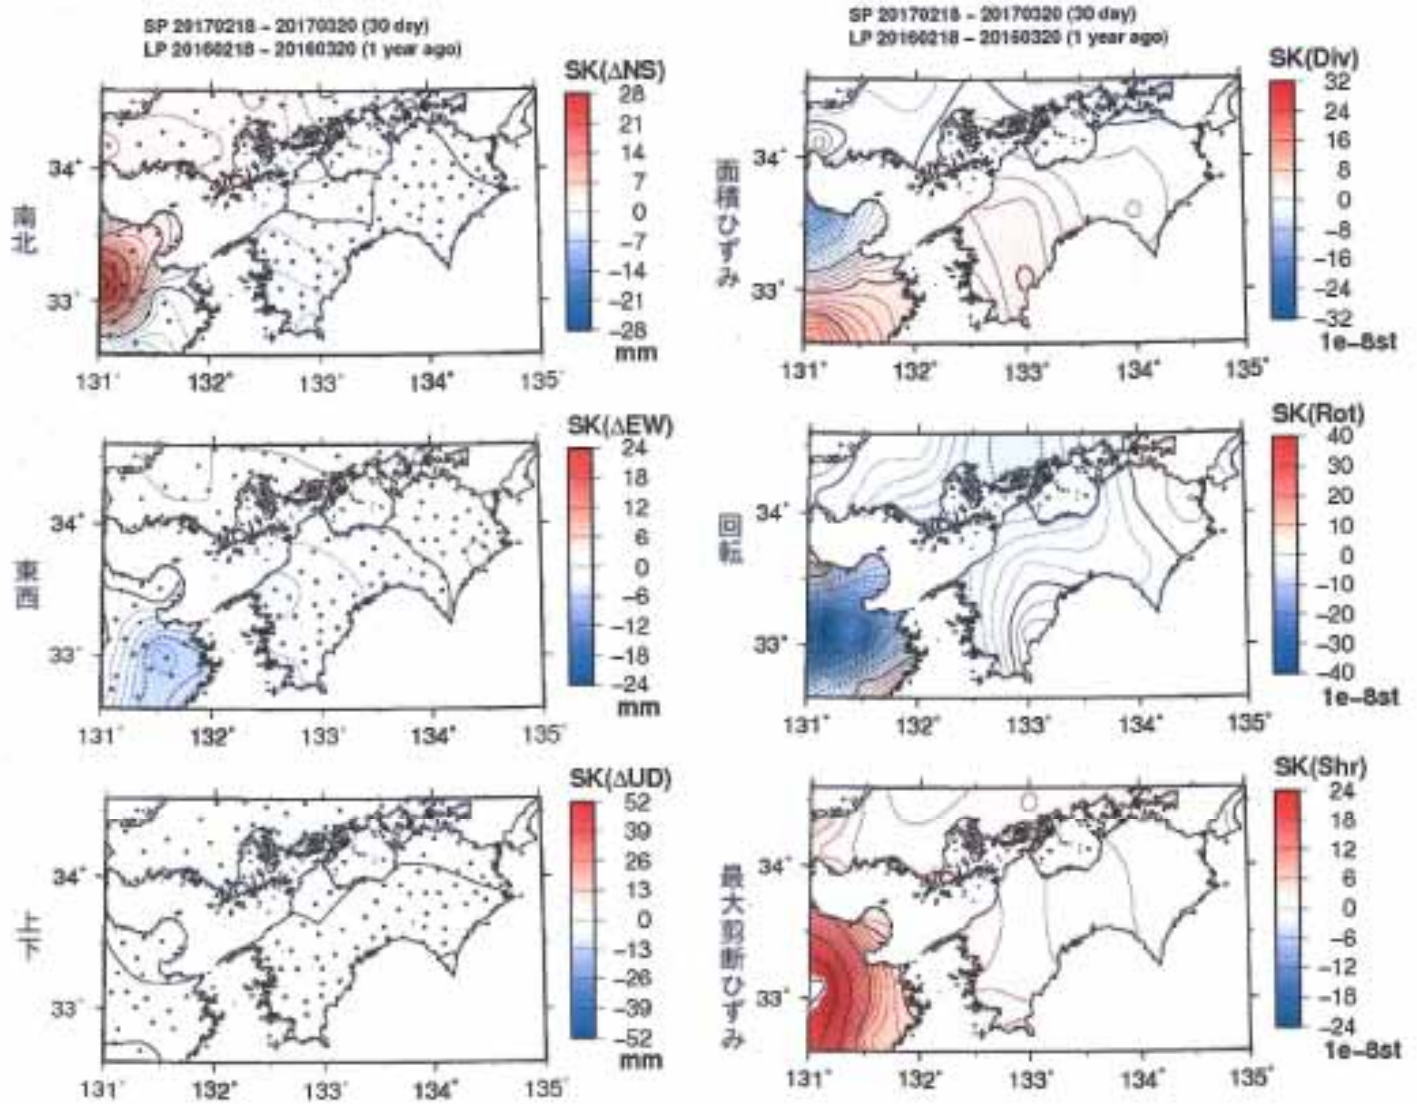 SP 20170218 - 20170320 (30 day)
LP 20160218 - 20160320 (1 year ago)
SK(ΔNS)
28
21
14
7
0
-7
-14
-21
-28
mm
34°
33°
131° 132° 133° 134° 135°
南北
SK(ΔEW)
24
18
12
6
0
-6
-12
-18
-24
mm
34°
33°
131° 132° 133° 134° 135°
東西
SK(ΔUD)
52
39
26
13
0
-13
-26
-39
-52
mm
34°
33°
131° 132° 133° 134° 135°
上下
SP 20170218 - 20170320 (30 day)
LP 20160218 - 20160320 (1 year ago)
SK(Div)
32
24
16
8
0
-8
-16
-24
-32
1e-8st
34°
33°
131° 132° 133° 134° 135°
面積ひずみ
SK(Rot)
40
30
20
10
0
-10
-20
-30
-40
1e-8st
34°
33°
131° 132° 133° 134° 135°
回転
SK(Shr)
24
18
12
6
0
-6
-12
-18
-24
1e-8st
34°
33°
131° 132° 133° 134° 135°
最大剪断ひずみ